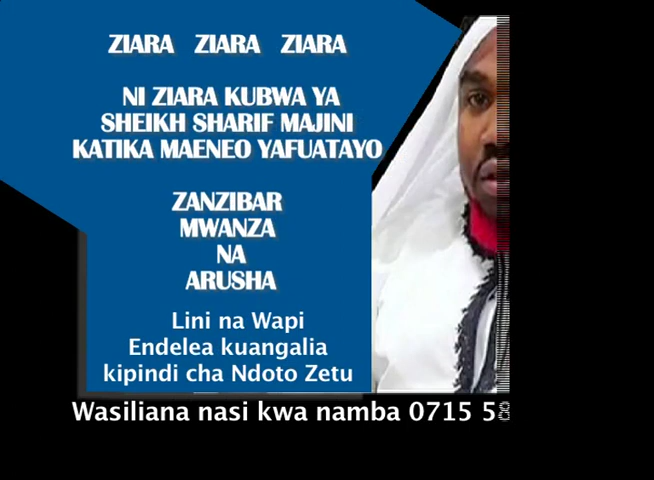 ZIARA ZIARA ZIARA
NI ZIARA KUBWA YA
SHEIKH SHARIF MAJINI
KATIKA MAENEO YAFUATAYO
ZANZIBAR
MWANZA
NA
ARUSHA
Lini na Wapi
Endelea kuangalia
kipindi cha Ndoto Zetu
Wasiliana nasi kwa namba 0715 58